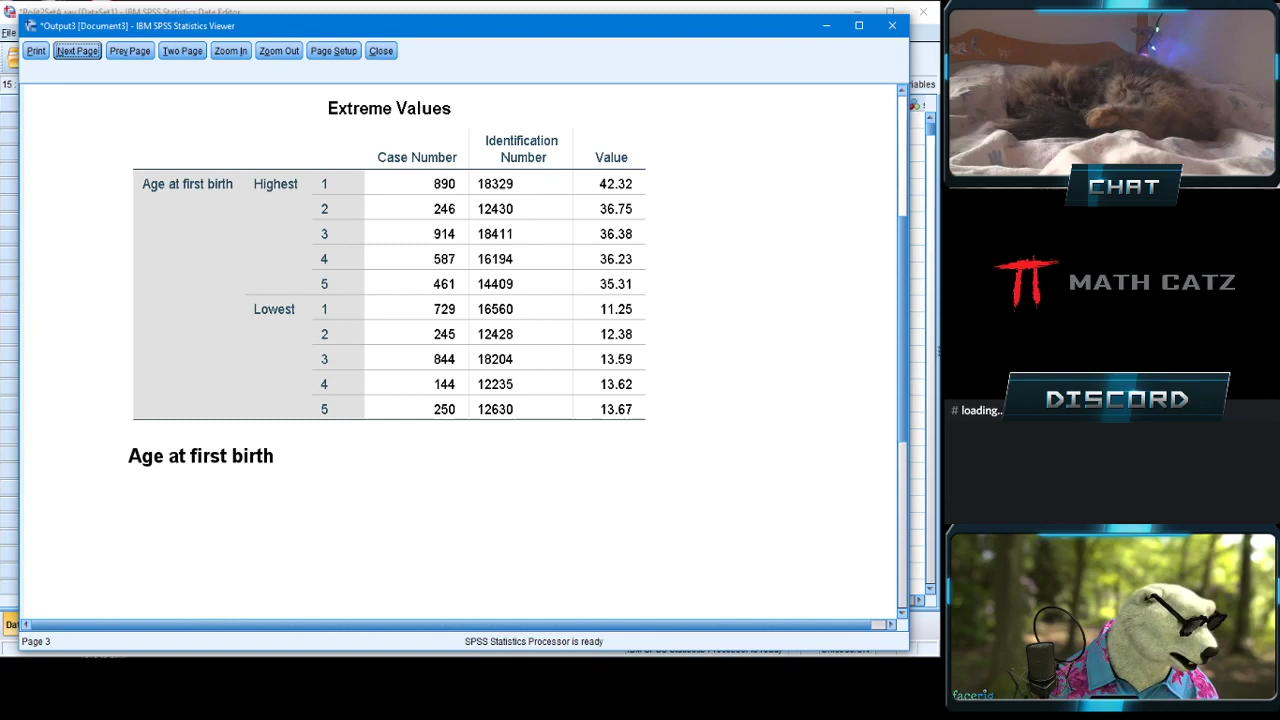 *Output3 [Document3] - IBM SPSS Statistics Viewer
Print Next Page Prev Page Two Page Zoom In Zoom Out Page Setup Close
Extreme Values
Case Number Identification Number Value
Age at first birth Highest 1 890 18329 42.32
2 246 12430 36.75
3 914 18411 36.38
4 587 16194 36.23
5 461 14409 35.31
Lowest 1 729 16560 11.25
2 245 12428 12.38
3 844 18204 13.59
4 144 12235 13.62
5 250 12630 13.67
Age at first birth
Page 3 SPSS Statistics Processor is ready
15 :
CHAT
MATH CATZ
DISCORD
# loading..
facerig